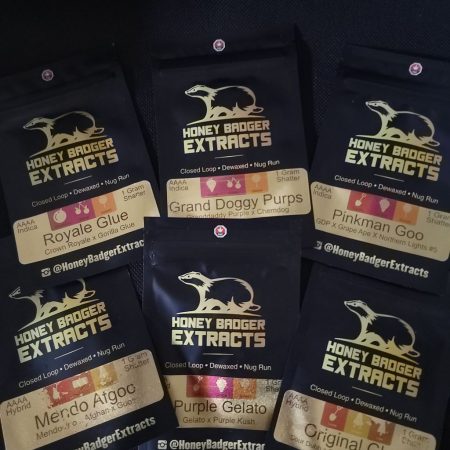 HONEY BADGER
EXTRACTS
Closed Loop • Dewaxed • Nug Run
AAAA
Indica
1 Gram
Shatter
Royale Glue
Crown Royale x Gorilla Glue
@HoneyBadgerExtracts
HONEY BADGER
EXTRACTS
Closed Loop • Dewaxed • Nug Run
AAAA
Indica
1 Gram
Shatter
Grand Doggy Purps
Granddaddy Purple x Chemdog
HONEY BADGER
EXTRACTS
Closed Loop • Dewaxed • Nug Run
AAAA
Indica
1 Gram
Shatter
Pinkman Goo
GDP x Grape Ape x Northern Lights #5
@HoneyBadgerExtracts
HONEY BADGER
EXTRACTS
Closed Loop • Dewaxed • Nug Run
AAAA
Hybrid
1 Gram
Shatter
Mendo Afgoo
HoneyBadgerExtracts
HONEY BADGER
EXTRACTS
Closed Loop • Dewaxed • Nug Run
Purple Gelato
Gelato x Purple Kush
@HoneyBadgerExtracts
HONEY BADGER
EXTRACTS
Closed Loop • Dewaxed • Nug Run
AAAA
Hybrid
1 Gram
Shatter
Original
@HoneyBadgerExtracts